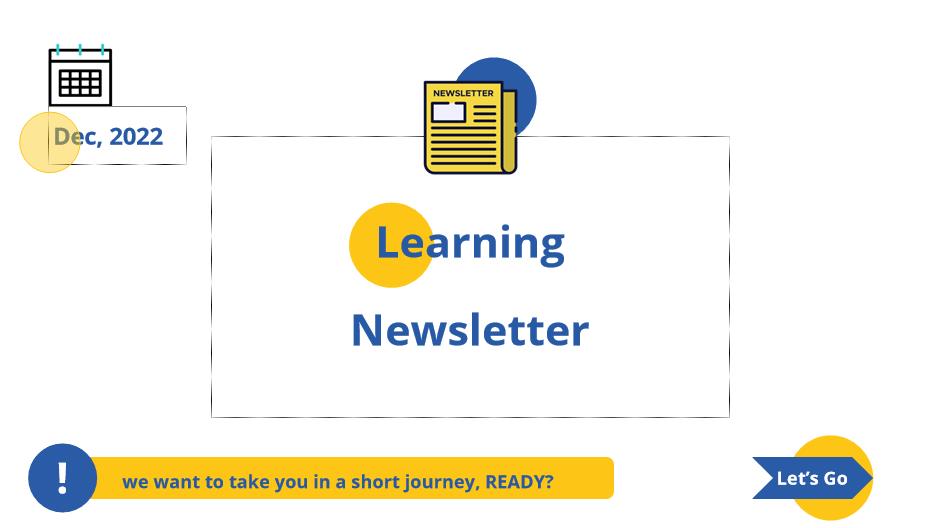 Dec, 2022
NEWSLETTER
Learning
Newsletter
!
we want to take you in a short journey, READY?
Let's Go